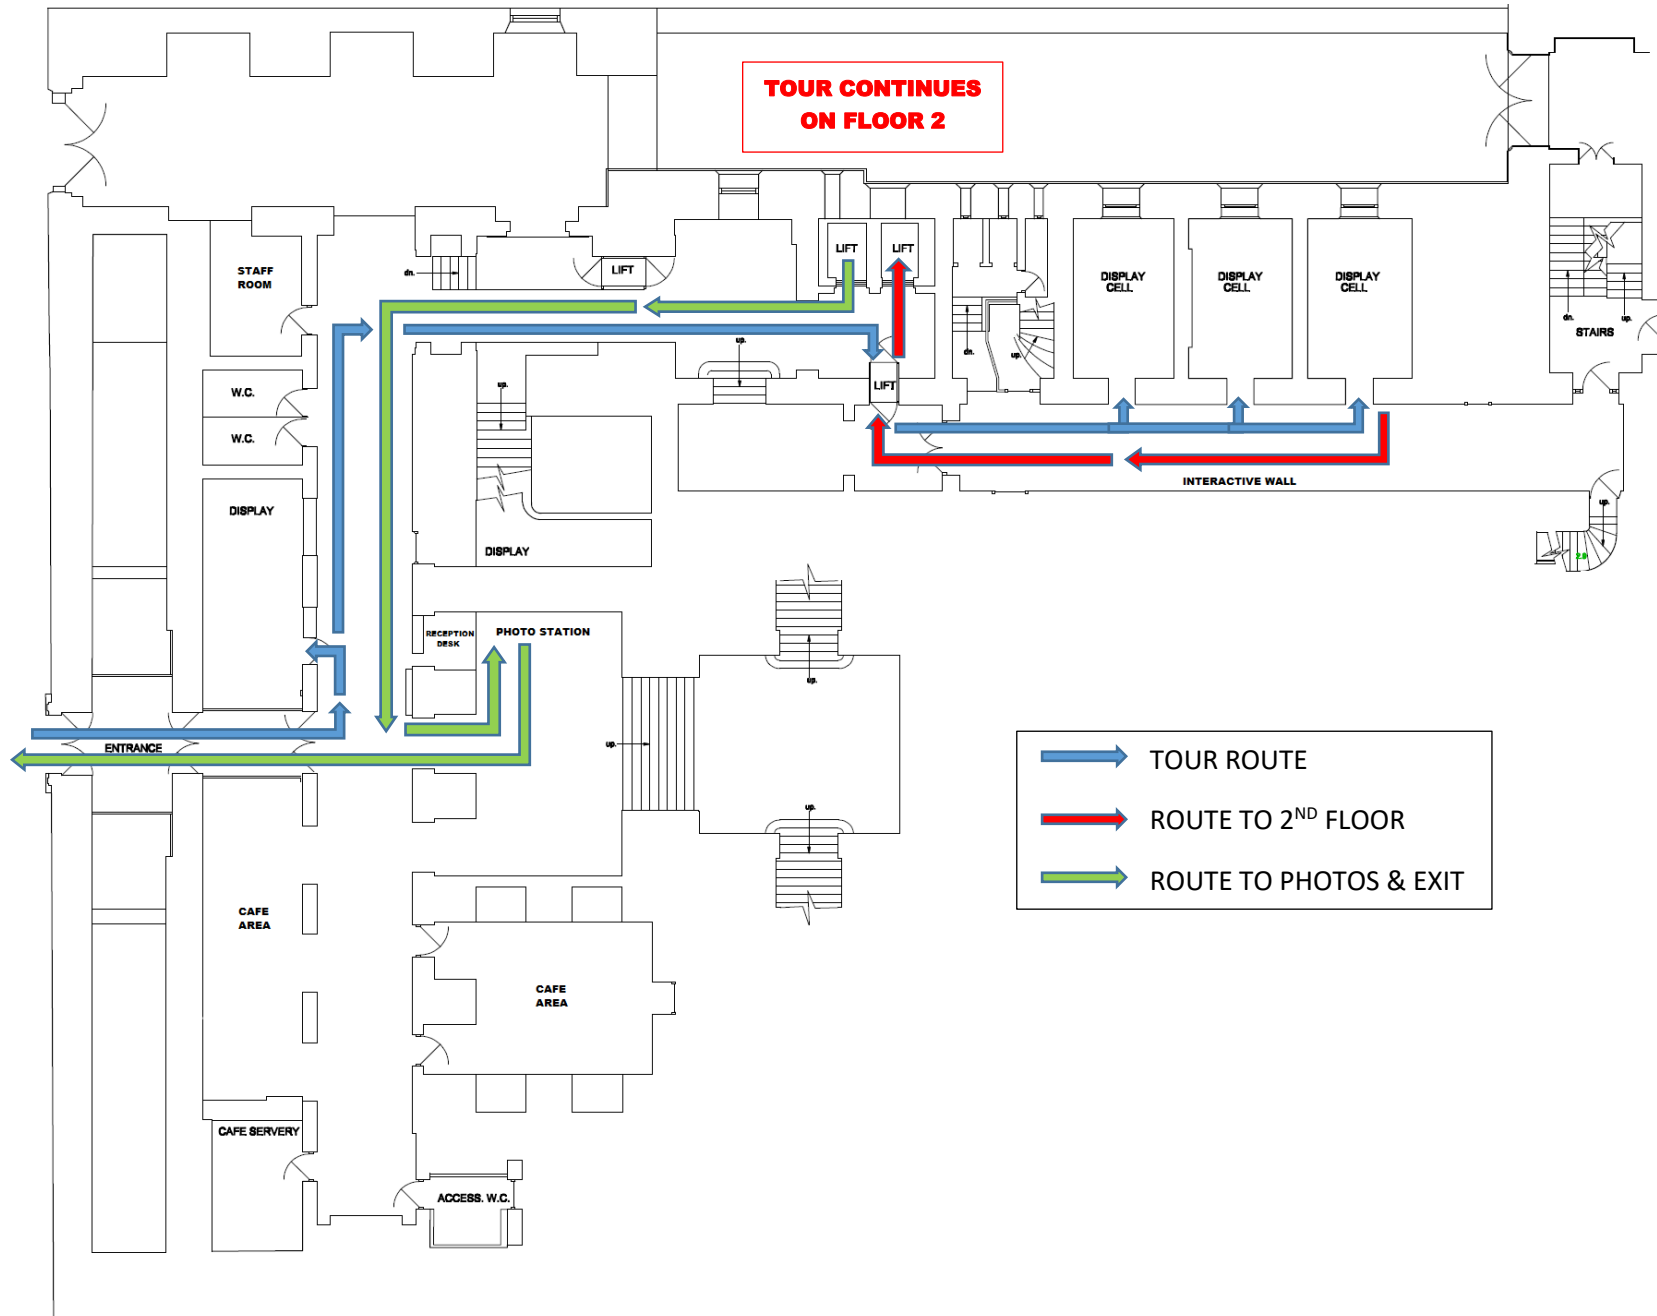 TOUR CONTINUES
ON FLOOR 2
STAFF
ROOM
dn.
LIFT
LIFT
LIFT
DISPLAY
CELL
DISPLAY
CELL
DISPLAY
CELL
dn.
up.
STAIRS
up.
dn.
up.
LIFT
W.C.
W.C.
up.
DISPLAY
INTERACTIVE WALL
up.
2.9
DISPLAY
RECEPTION
DESK
PHOTO STATION
up.
up.
up.
ENTRANCE
TOUR ROUTE
ROUTE TO 2ND FLOOR
ROUTE TO PHOTOS & EXIT
CAFE
AREA
CAFE
AREA
CAFE SERVERY
ACCESS. W.C.